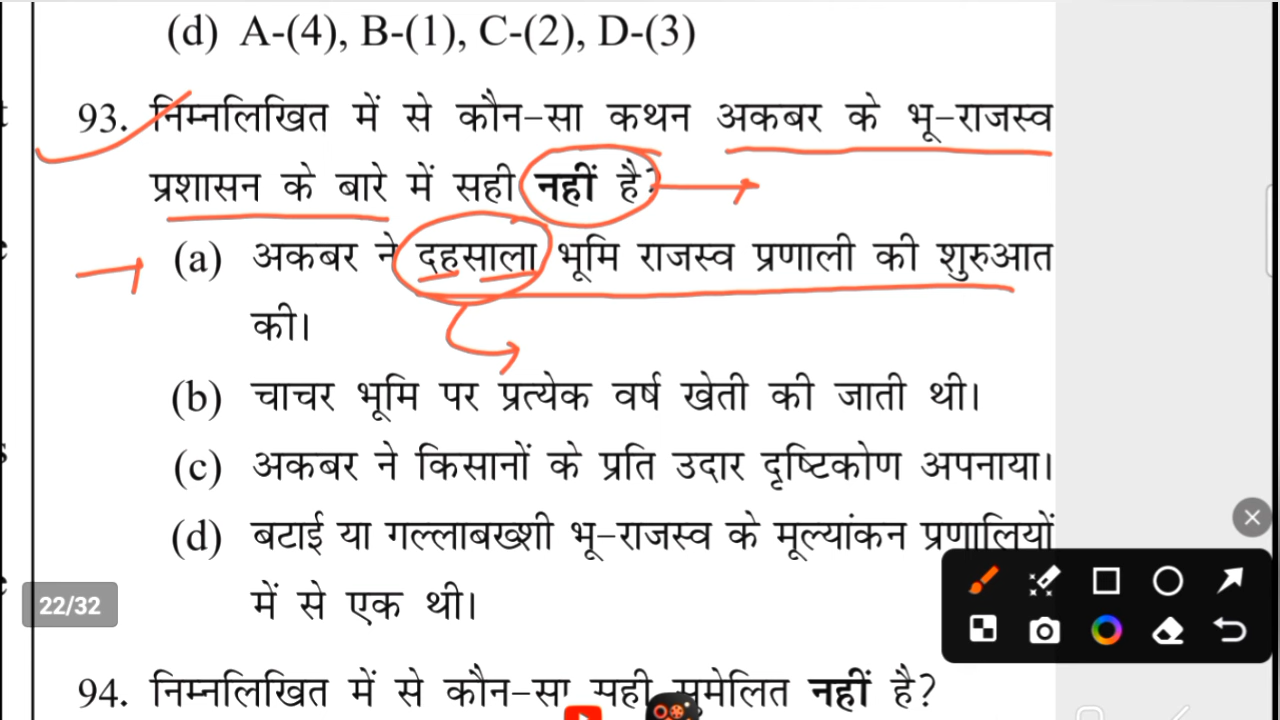 (d) A-(4), B-(1), C-(2), D-(3)
93. निम्नलिखित में से कौन-सा कथन अकबर के भू-राजस्व
प्रशासन के बारे में सही नहीं है?
(a) अकबर ने दहसाला भूमि राजस्व प्रणाली की शुरुआत
की।
(b) चाचर भूमि पर प्रत्येक वर्ष खेती की जाती थी।
(c) अकबर ने किसानों के प्रति उदार दृष्टिकोण अपनाया।
(d) बटाई या गल्लाबख्शी भू-राजस्व के मूल्यांकन प्रणालियों
में से एक थी।
22/32
94. निम्नलिखित में से कौन-सा सही सुमेलित नहीं है?